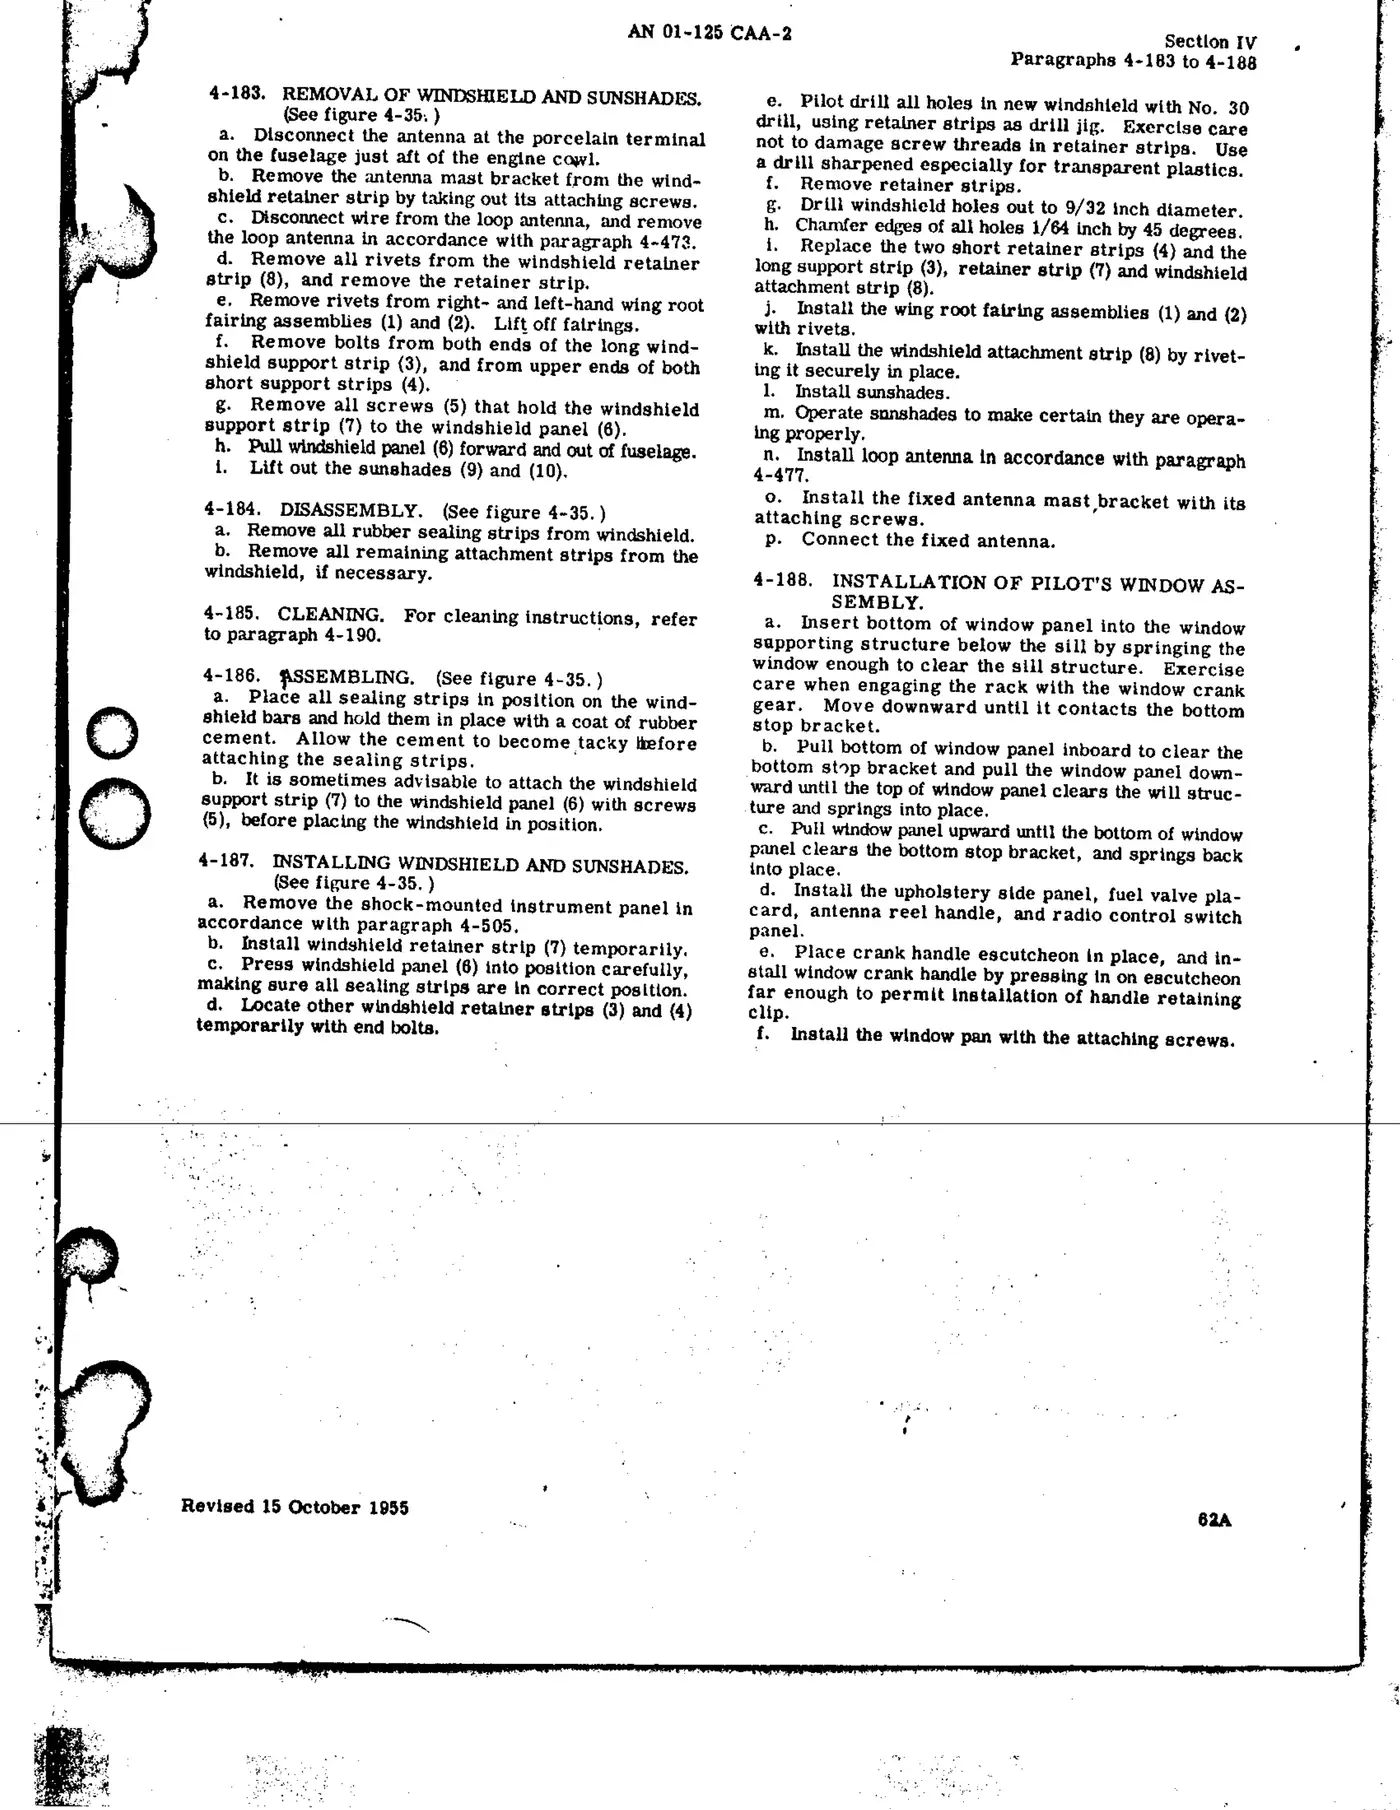 AN 01-125 CAA-2
Section IV
Paragraphs 4-183 to 4-188
4-183. REMOVAL OF WINDSHIELD AND SUNSHADES.
(See figure 4-35.)
a. Disconnect the antenna at the porcelain terminal
on the fuselage just aft of the engine cowl.
b. Remove the antenna mast bracket from the wind-
shield retainer strip by taking out its attaching screws.
c. Disconnect wire from the loop antenna, and remove
the loop antenna in accordance with paragraph 4-473.
d. Remove all rivets from the windshield retainer
strip (8), and remove the retainer strip.
e. Remove rivets from right- and left-hand wing root
fairing assemblies (1) and (2). Lift off fairings.
f. Remove bolts from both ends of the long wind-
shield support strip (3), and from upper ends of both
short support strips (4).
g. Remove all screws (5) that hold the windshield
support strip (7) to the windshield panel (6).
h. Pull windshield panel (6) forward and out of fuselage.
i. Lift out the sunshades (9) and (10).
4-184. DISASSEMBLY. (See figure 4-35.)
a. Remove all rubber sealing strips from windshield.
b. Remove all remaining attachment strips from the
windshield, if necessary.
4-185. CLEANING. For cleaning instructions, refer
to paragraph 4-190.
4-186. ASSEMBLING. (See figure 4-35.)
a. Place all sealing strips in position on the wind-
shield bars and hold them in place with a coat of rubber
cement. Allow the cement to become tacky before
attaching the sealing strips.
b. It is sometimes advisable to attach the windshield
support strip (7) to the windshield panel (6) with screws
(5), before placing the windshield in position.
4-187. INSTALLING WINDSHIELD AND SUNSHADES.
(See figure 4-35.)
a. Remove the shock-mounted instrument panel in
accordance with paragraph 4-505.
b. Install windshield retainer strip (7) temporarily.
c. Press windshield panel (6) into position carefully,
making sure all sealing strips are in correct position.
d. Locate other windshield retainer strips (3) and (4)
temporarily with end bolts.
e. Pilot drill all holes in new windshield with No. 30
drill, using retainer strips as drill jig. Exercise care
not to damage screw threads in retainer strips. Use
a drill sharpened especially for transparent plastics.
f. Remove retainer strips.
g. Drill windshield holes out to 9/32 inch diameter.
h. Chamfer edges of all holes 1/64 inch by 45 degrees.
i. Replace the two short retainer strips (4) and the
long support strip (3), retainer strip (7) and windshield
attachment strip (8).
j. Install the wing root fairing assemblies (1) and (2)
with rivets.
k. Install the windshield attachment strip (8) by rivet-
ing it securely in place.
l. Install sunshades.
m. Operate sunshades to make certain they are opera-
ing properly.
n. Install loop antenna in accordance with paragraph
4-477.
o. Install the fixed antenna mast bracket with its
attaching screws.
p. Connect the fixed antenna.
4-188. INSTALLATION OF PILOT'S WINDOW AS-
SEMBLY.
a. Insert bottom of window panel into the window
supporting structure below the sill by springing the
window enough to clear the sill structure. Exercise
care when engaging the rack with the window crank
gear. Move downward until it contacts the bottom
stop bracket.
b. Pull bottom of window panel inboard to clear the
bottom stop bracket and pull the window panel down-
ward until the top of window panel clears the will struc-
ture and springs into place.
c. Pull window panel upward until the bottom of window
panel clears the bottom stop bracket, and springs back
into place.
d. Install the upholstery side panel, fuel valve pla-
card, antenna reel handle, and radio control switch
panel.
e. Place crank handle escutcheon in place, and in-
stall window crank handle by pressing in on escutcheon
far enough to permit installation of handle retaining
clip.
f. Install the window pan with the attaching screws.
Revised 15 October 1955
62A